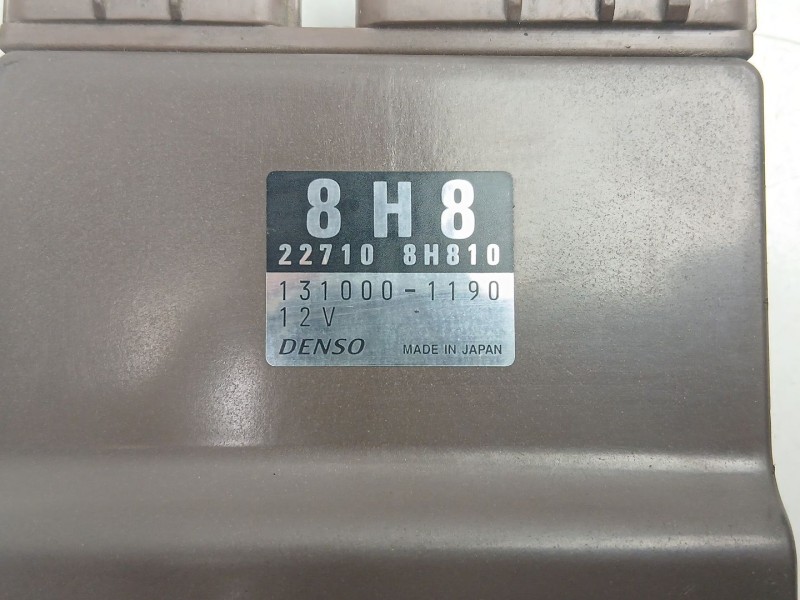 8H8
22710 8H810
131000-1190
12V
DENSO MADE IN JAPAN